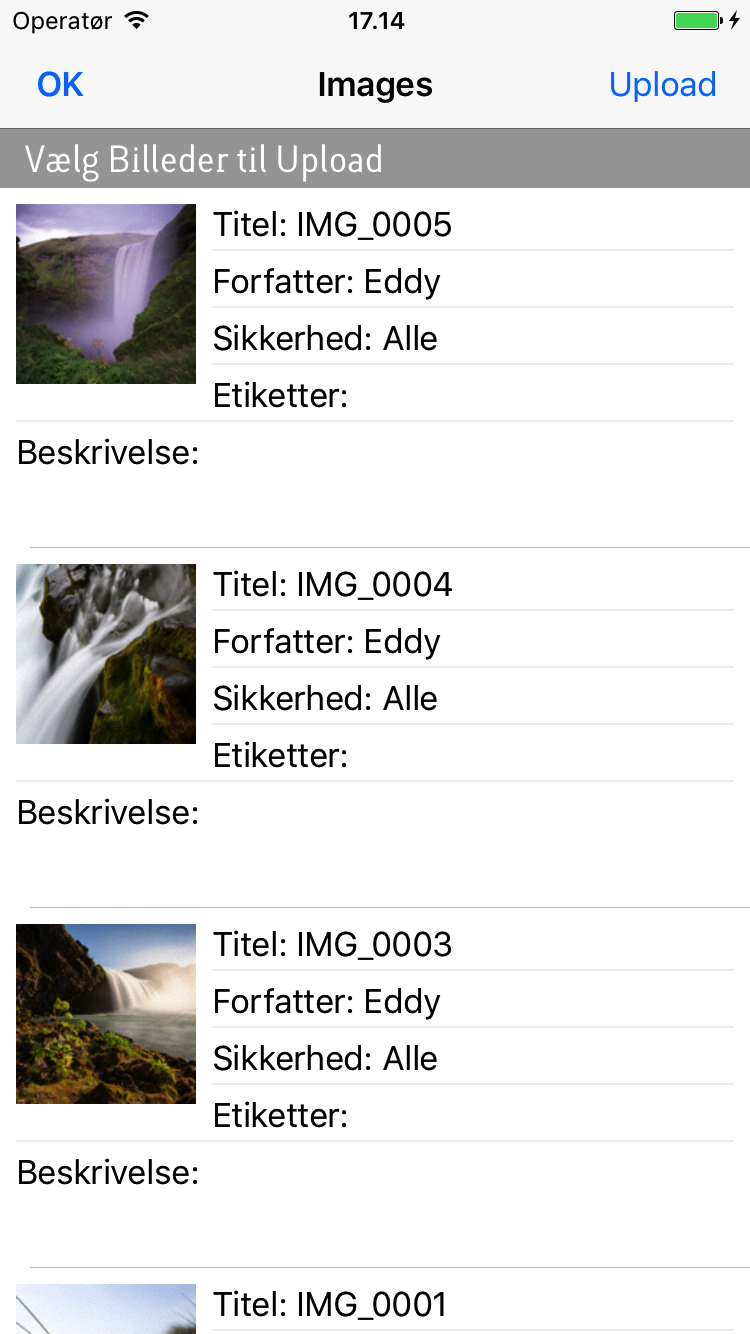 Operatør 17.14
OK Images Upload
Vælg Billeder til Upload
Titel: IMG_0005
Forfatter: Eddy
Sikkerhed: Alle
Etiketter:
Beskrivelse:
Titel: IMG_0004
Forfatter: Eddy
Sikkerhed: Alle
Etiketter:
Beskrivelse:
Titel: IMG_0003
Forfatter: Eddy
Sikkerhed: Alle
Etiketter:
Beskrivelse:
Titel: IMG_0001